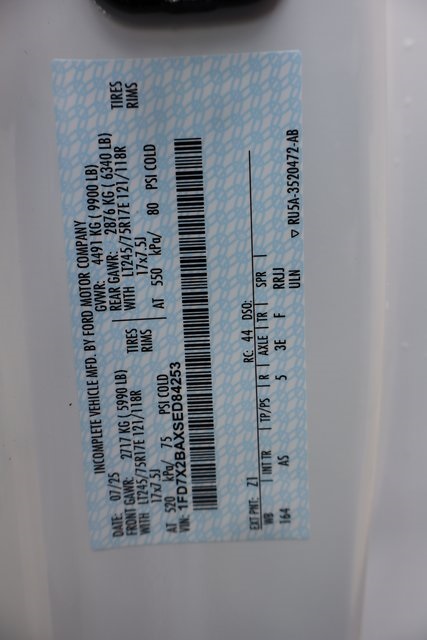 INCOMPLETE VEHICLE MFD. BY FORD MOTOR COMPANY
DATE: 07/25 GVWR: 4491 KG ( 9900 LB)
FRONT GAWR: 2717 KG ( 5990 LB) REAR GAWR: 2876 KG ( 6340 LB)
WITH LT245/75R17E 121/118R TIRES WITH LT245/75R17E 121/118R TIRES
17x7.5J RIMS 17x7.5J RIMS
AT 520 kPa/ 75 PSI COLD AT 550 kPa/ 80 PSI COLD
VIN: 1FD7X2BAXSED84253
EXT PNT: Z1 RC: 44 DSO:
WB INT TR TP/PS R AXLE TR SPR
164 AS 5 3E F RRJJ
ULN
▽ RU5A-3520472-AB